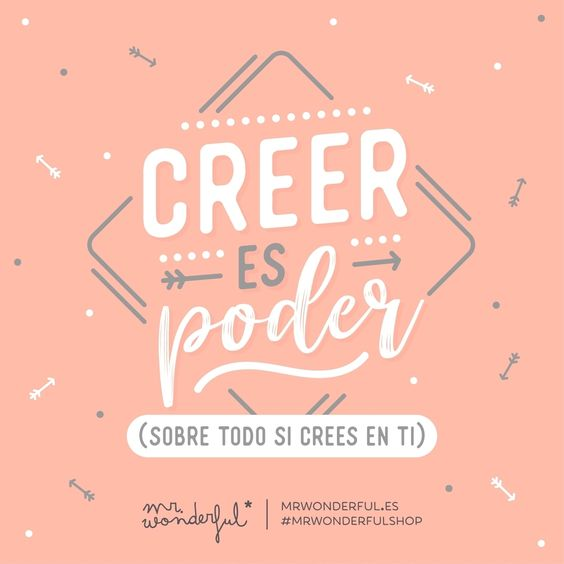 CREER
ES
poder
(SOBRE TODO SI CREES EN TI)
mr.
wonderful*
MRWONDERFUL.ES
#MRWONDERFULSHOP